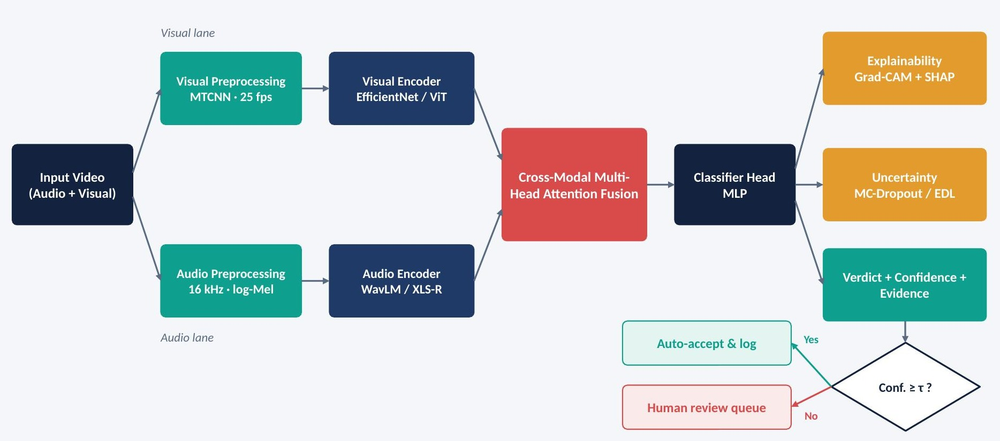 Visual lane
Visual Preprocessing
MTCNN · 25 fps
Visual Encoder
EfficientNet / ViT
Input Video
(Audio + Visual)
Audio Preprocessing
16 kHz · log-Mel
Audio lane
Audio Encoder
WavLM / XLS-R
Cross-Modal Multi-
Head Attention Fusion
Classifier Head
MLP
Explainability
Grad-CAM + SHAP
Uncertainty
MC-Dropout / EDL
Verdict + Confidence +
Evidence
Conf. ≥ τ ?
Yes
Auto-accept & log
No
Human review queue